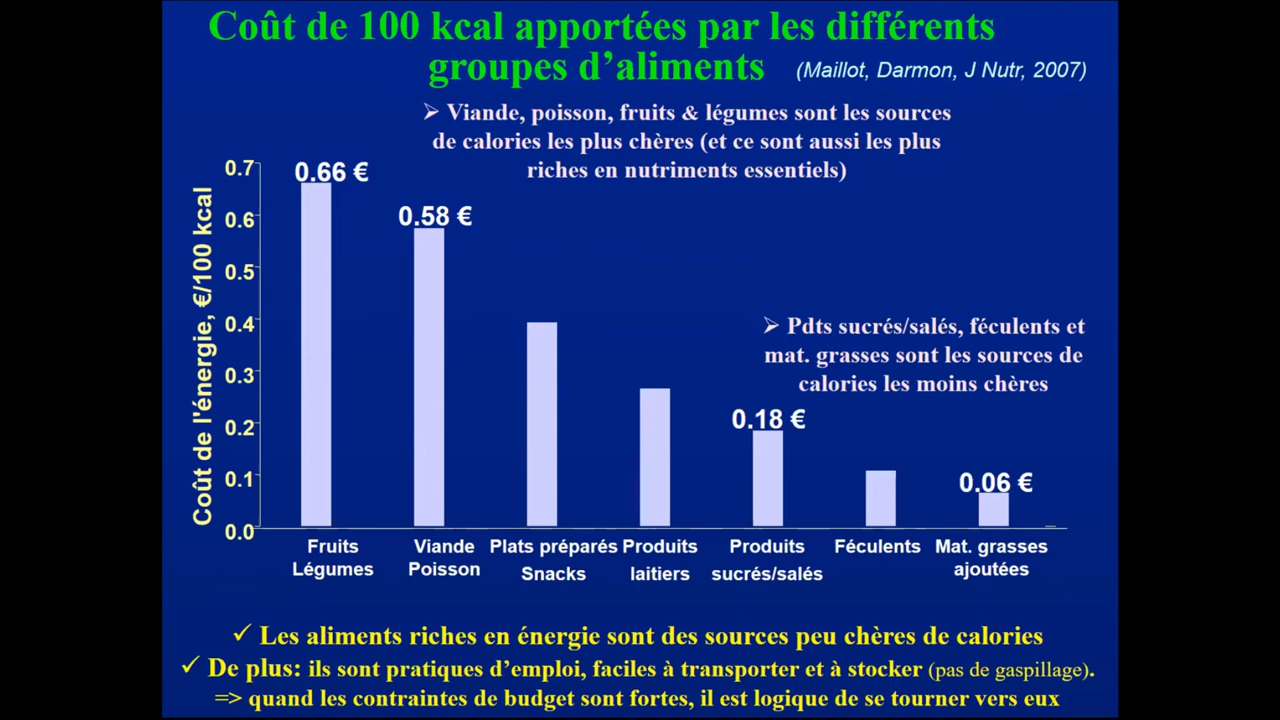 Coût de 100 kcal apportées par les différents
groupes d’aliments
(Maillot, Darmon, J Nutr, 2007)
➢ Viande, poisson, fruits & légumes sont les sources
de calories les plus chères (et ce sont aussi les plus
riches en nutriments essentiels)
Coût de l'énergie, €/100 kcal
0.7
0.6
0.5
0.4
0.3
0.2
0.1
0.0
0.66 €
0.58 €
0.18 €
0.06 €
➢ Pdts sucrés/salés, féculents et
mat. grasses sont les sources de
calories les moins chères
Fruits
Légumes
Viande
Poisson
Plats préparés
Snacks
Produits
laitiers
Produits
sucrés/salés
Féculents
Mat. grasses
ajoutées
✓ Les aliments riches en énergie sont des sources peu chères de calories
✓ De plus: ils sont pratiques d’emploi, faciles à transporter et à stocker (pas de gaspillage).
=> quand les contraintes de budget sont fortes, il est logique de se tourner vers eux